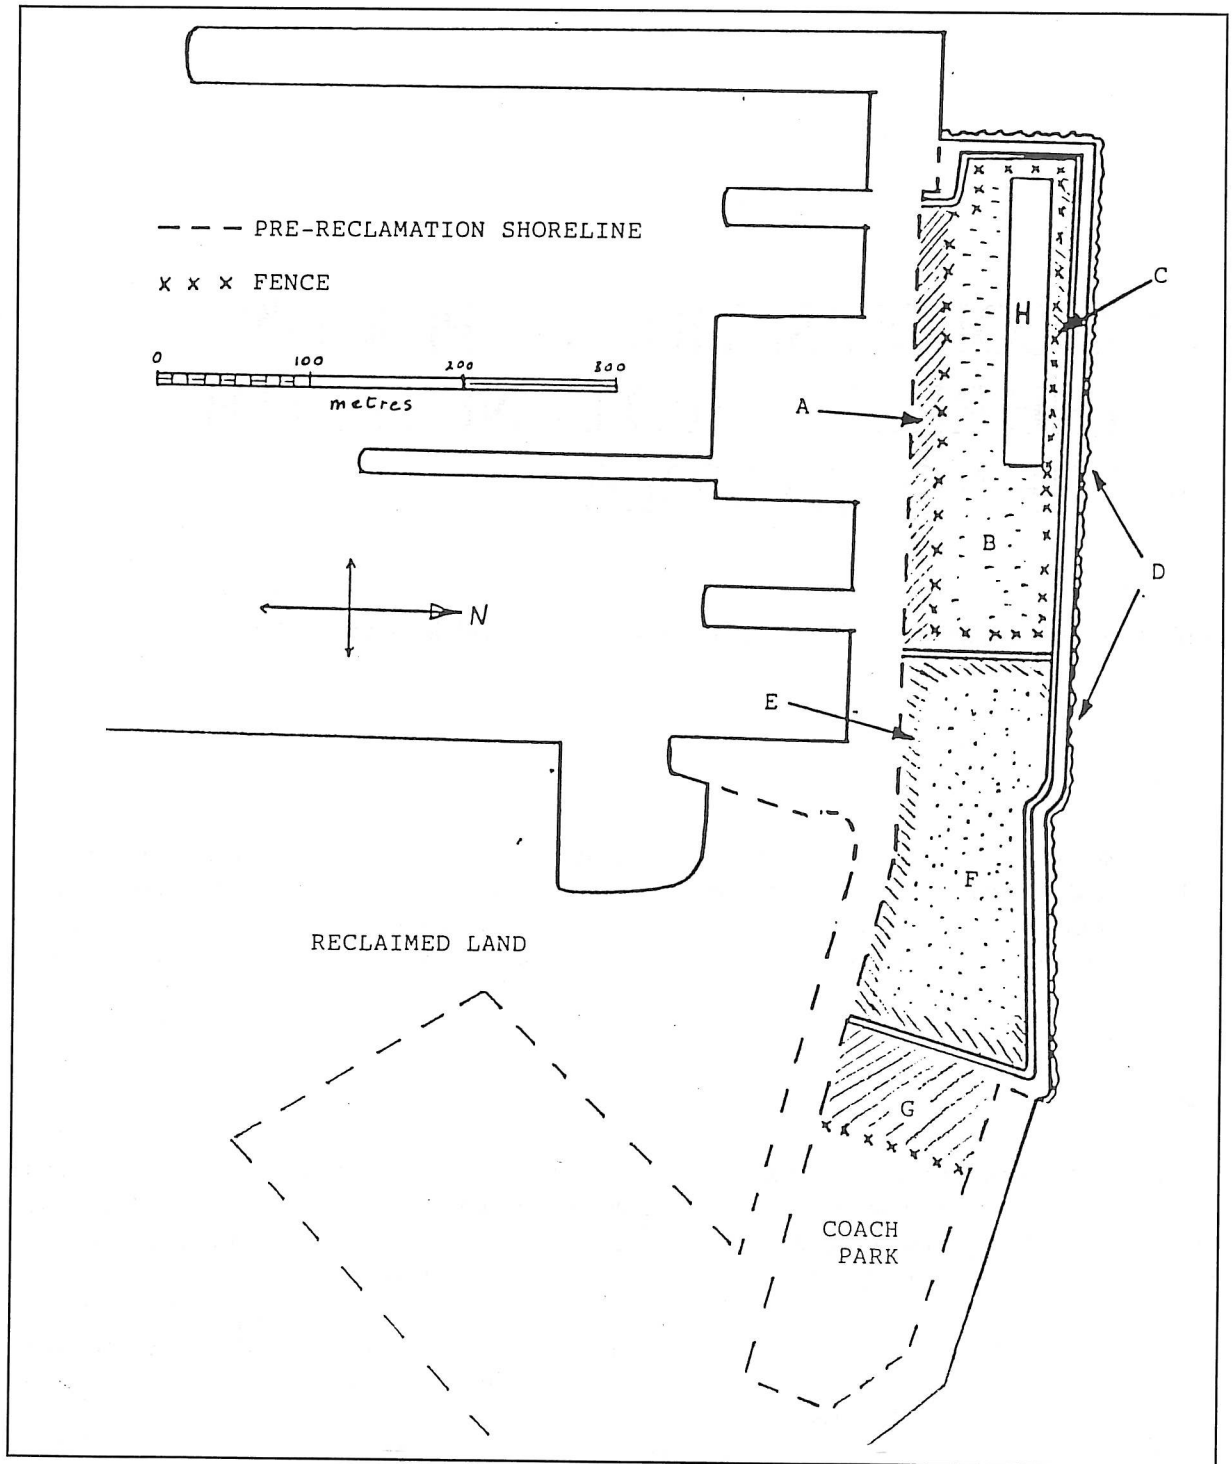 — — — PRE-RECLAMATION SHORELINE
x x x FENCE
0 100 200 300
metres
A
B
C
D
E
F
G
H
N
RECLAIMED LAND
COACH
PARK